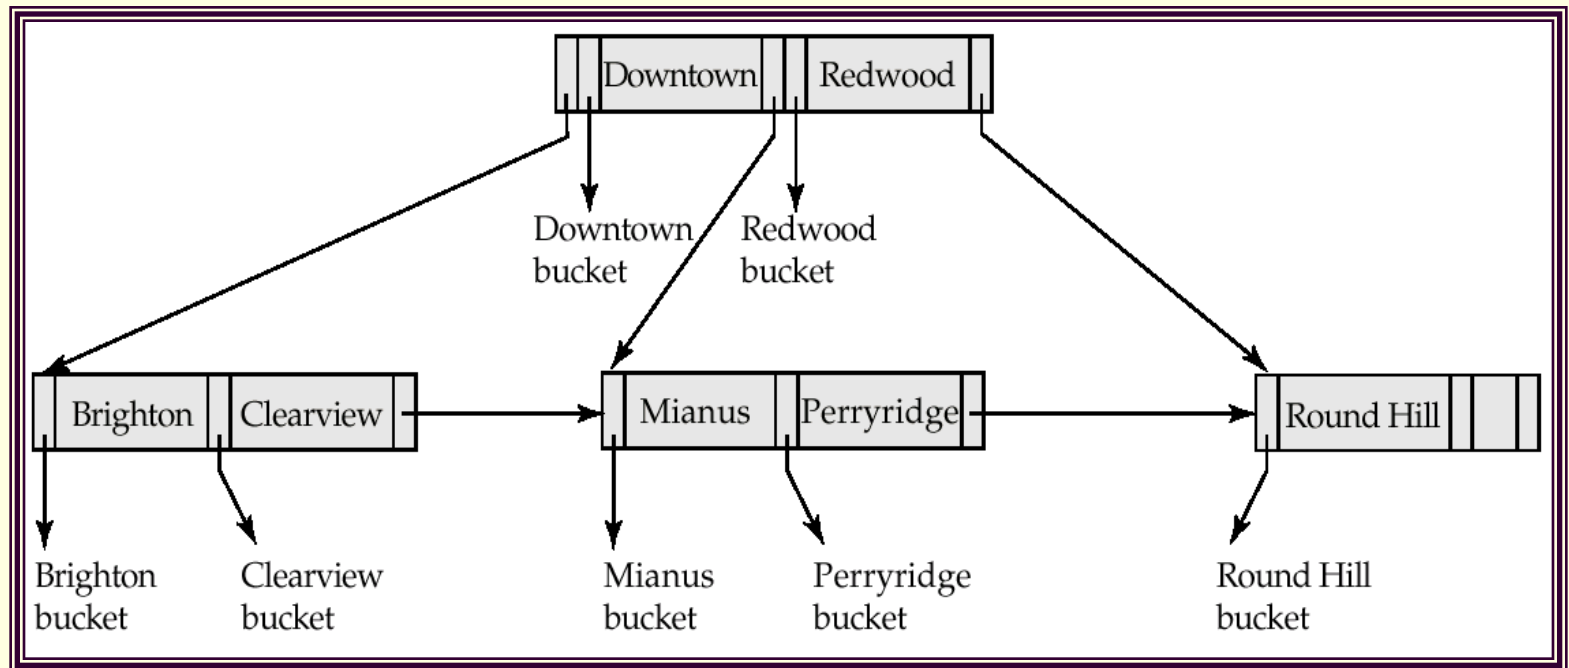 Downtown Redwood
Downtown
bucket
Redwood
bucket
Brighton Clearview Mianus Perryridge Round Hill
Brighton
bucket
Clearview
bucket
Mianus
bucket
Perryridge
bucket
Round Hill
bucket